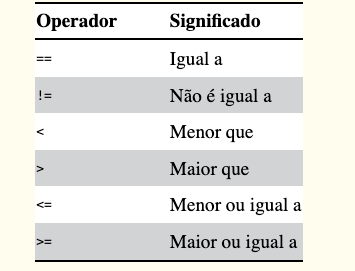 Operador Significado
== Igual a
!= Não é igual a
< Menor que
> Maior que
<= Menor ou igual a
>= Maior ou igual a